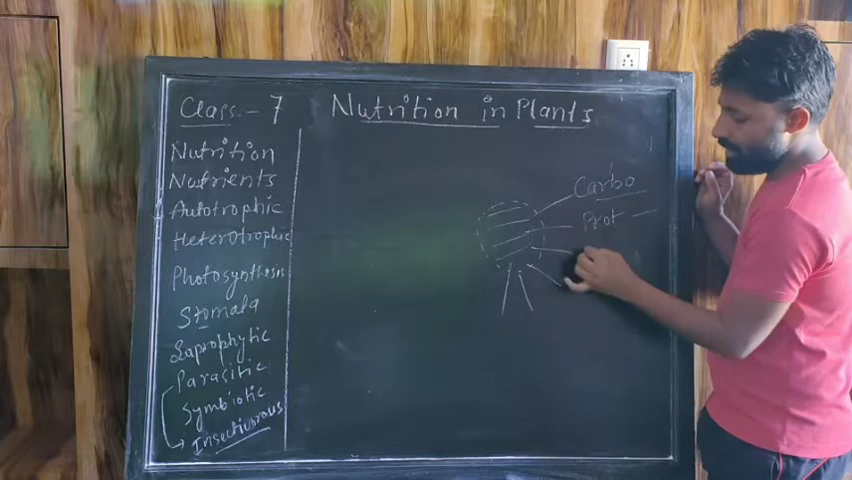 Class - 7
Nutrition in Plants
Nutrition
Nutrients
Autotrophic
Heterotrophic
Photosynthesis
Stomata
Saprophytic
Parasitic
Symbiotic
Insectivorous
Carbo
Prot